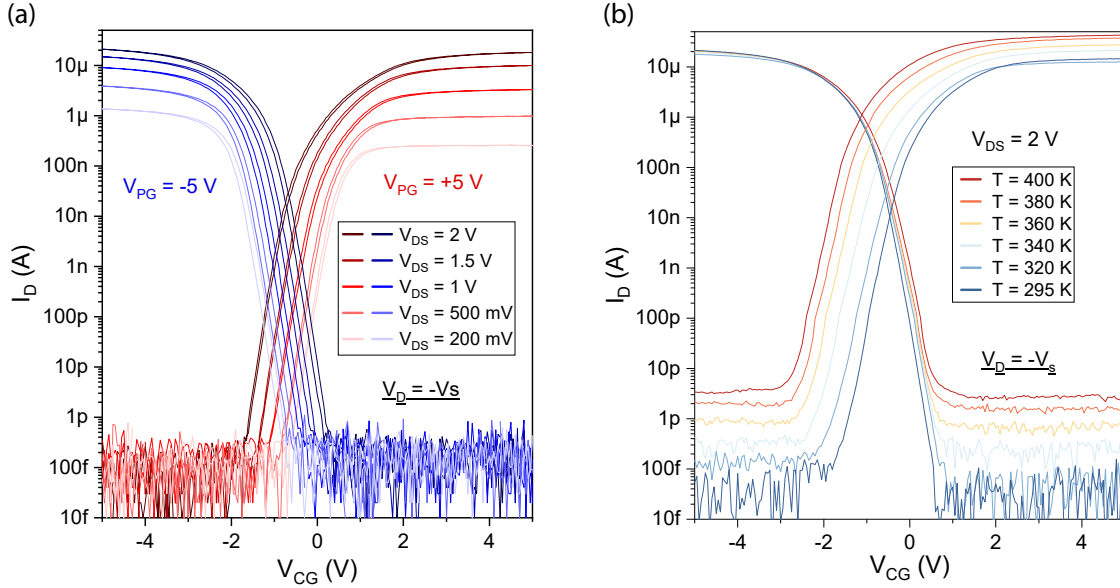 (a)
10µ
1µ
100n
10n
1n
100p
10p
1p
100f
10f
I_D (A)
-4
-2
0
2
4
V_CG (V)
V_PG = -5 V
V_PG = +5 V
V_DS = 2 V
V_DS = 1.5 V
V_DS = 1 V
V_DS = 500 mV
V_DS = 200 mV
V_D = -Vs
(b)
10µ
1µ
100n
10n
1n
100p
10p
1p
100f
10f
I_D (A)
-4
-2
0
2
4
V_CG (V)
V_DS = 2 V
T = 400 K
T = 380 K
T = 360 K
T = 340 K
T = 320 K
T = 295 K
V_D = -V_s